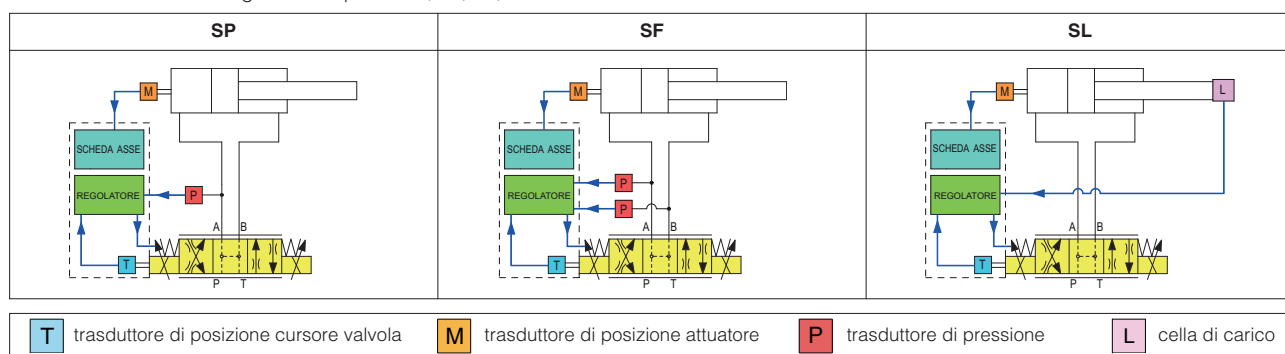 SP SF SL
M M M L
SCHEDA ASSE SCHEDA ASSE SCHEDA ASSE
P
REGOLATORE P REGOLATORE P REGOLATORE
P
A B A B A B
T T T
P T P T P T
T trasduttore di posizione cursore valvola M trasduttore di posizione attuatore P trasduttore di pressione L cella di carico